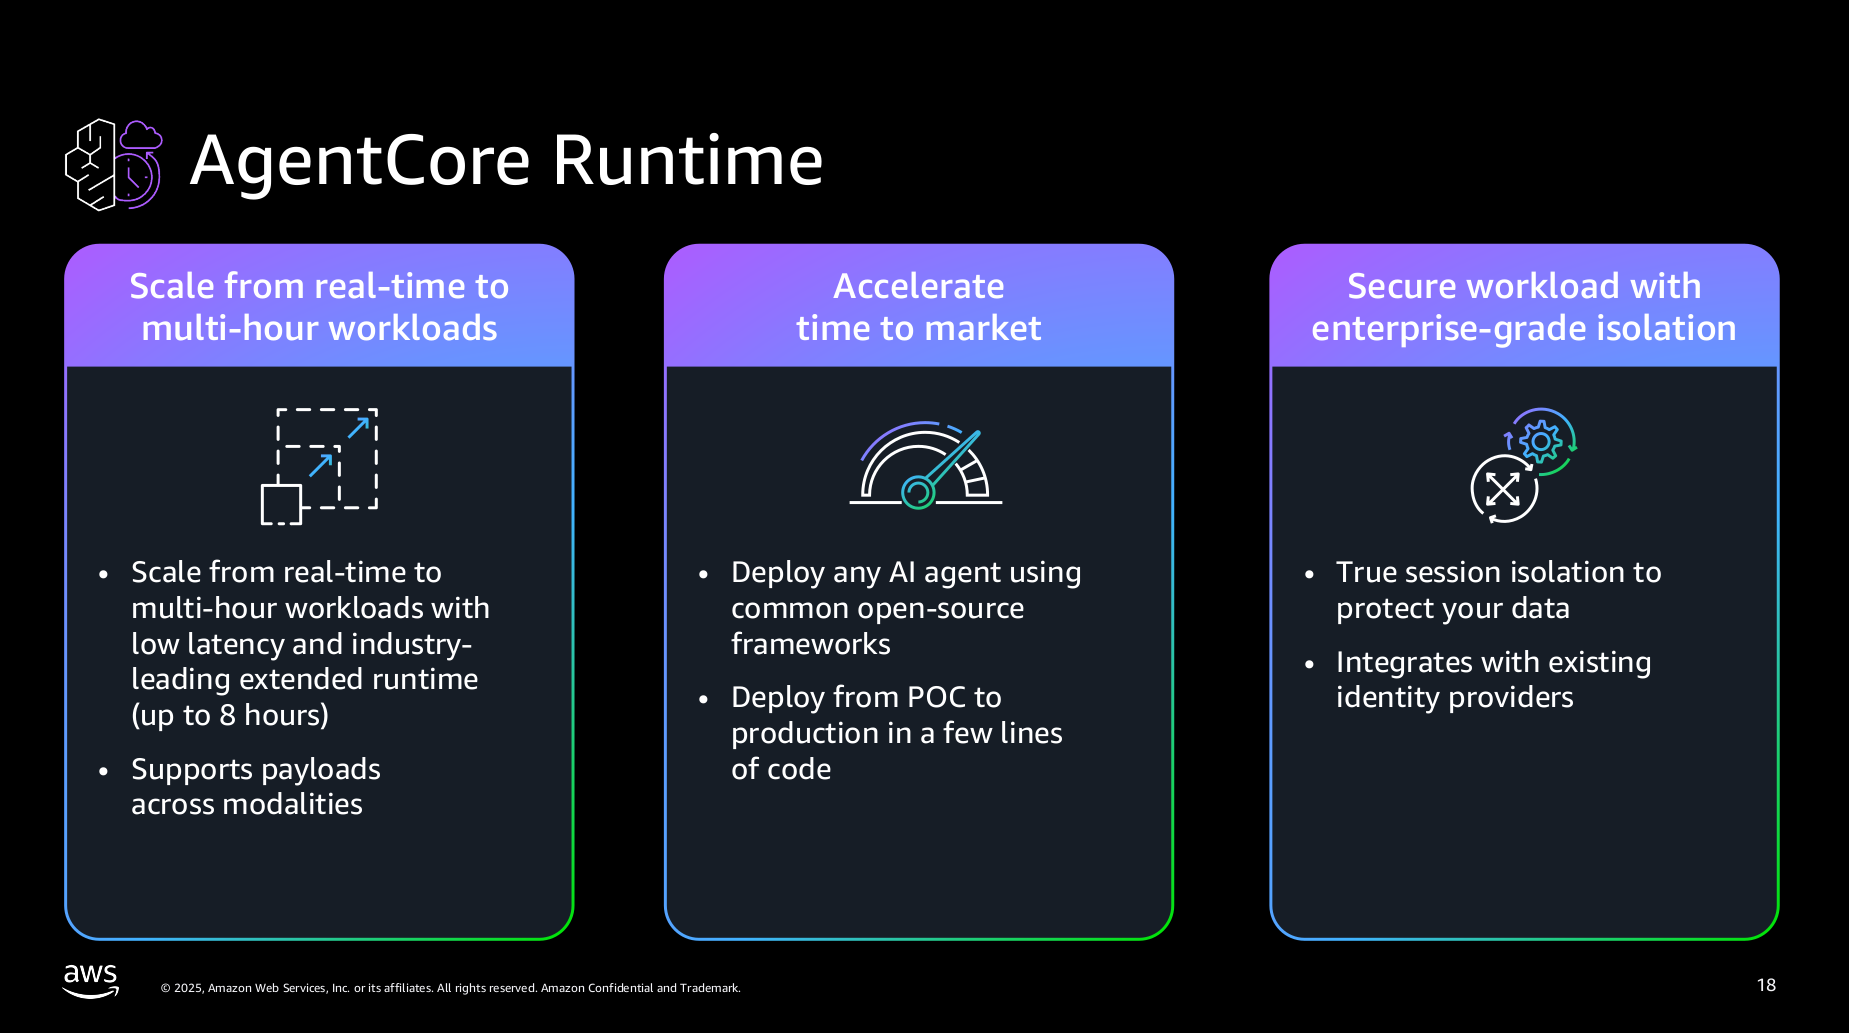 AgentCore Runtime
Scale from real-time to
multi-hour workloads
• Scale from real-time to
multi-hour workloads with
low latency and industry-
leading extended runtime
(up to 8 hours)
• Supports payloads
across modalities
Accelerate
time to market
• Deploy any AI agent using
common open-source
frameworks
• Deploy from POC to
production in a few lines
of code
Secure workload with
enterprise-grade isolation
• True session isolation to
protect your data
• Integrates with existing
identity providers
aws
© 2025, Amazon Web Services, Inc. or its affiliates. All rights reserved. Amazon Confidential and Trademark.
18